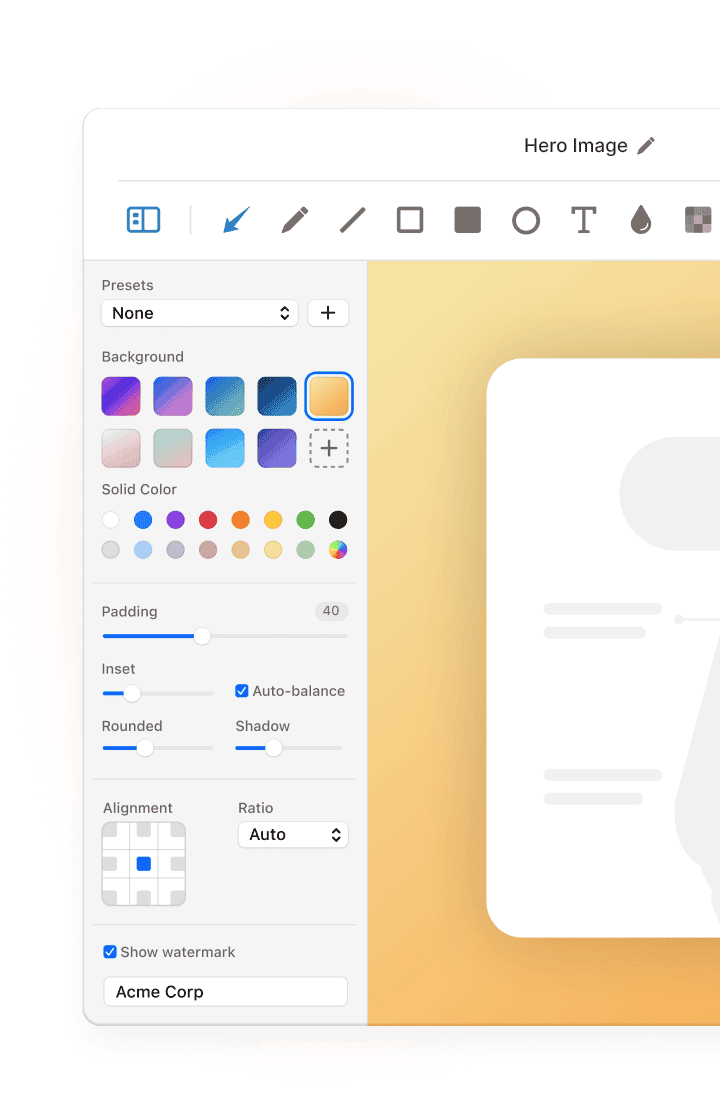 Hero Image
Presets
None
Background
Solid Color
Padding
40
Inset
Auto-balance
Rounded
Shadow
Alignment
Ratio
Auto
Show watermark
Acme Corp